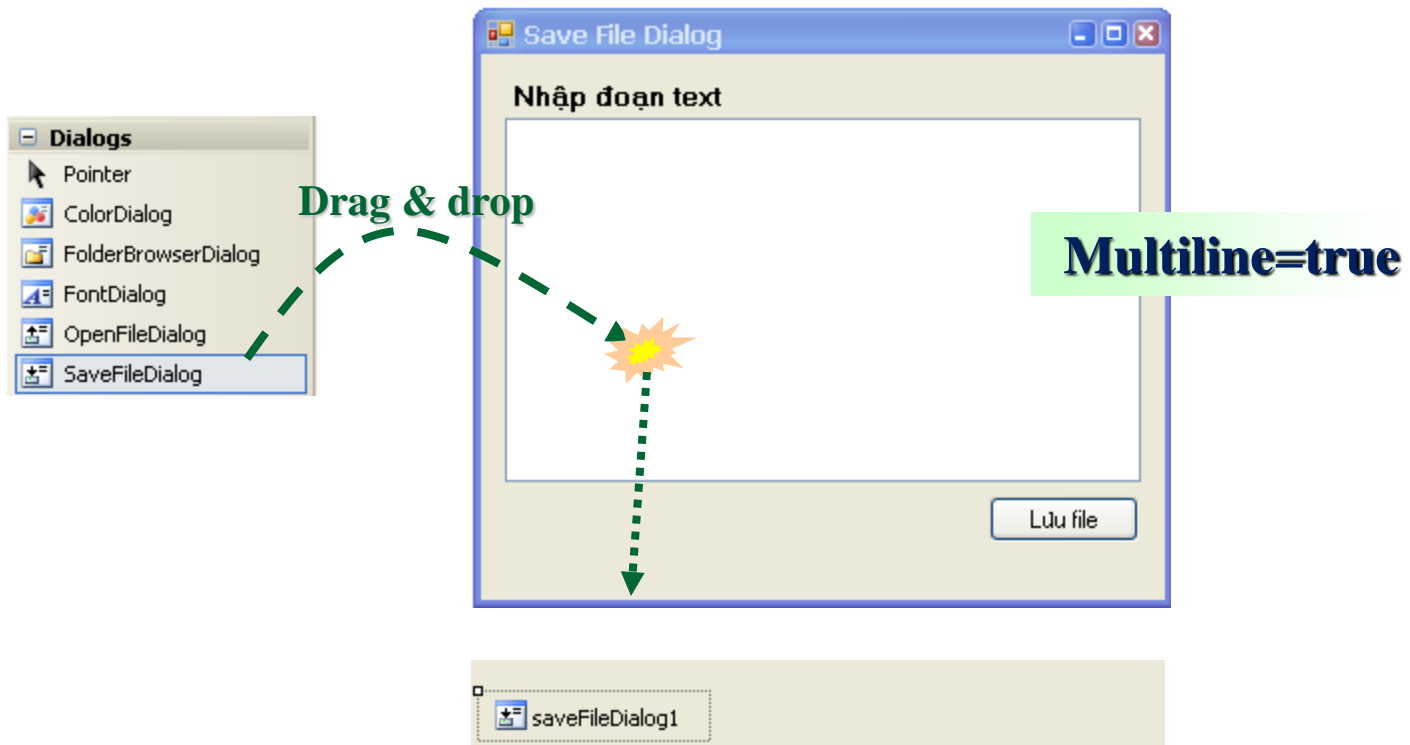 Save File Dialog
Nhập đoạn text
Dialogs
Pointer
ColorDialog
FolderBrowserDialog
FontDialog
OpenFileDialog
SaveFileDialog
Drag & drop
Multiline=true
Lưu file
saveFileDialog1